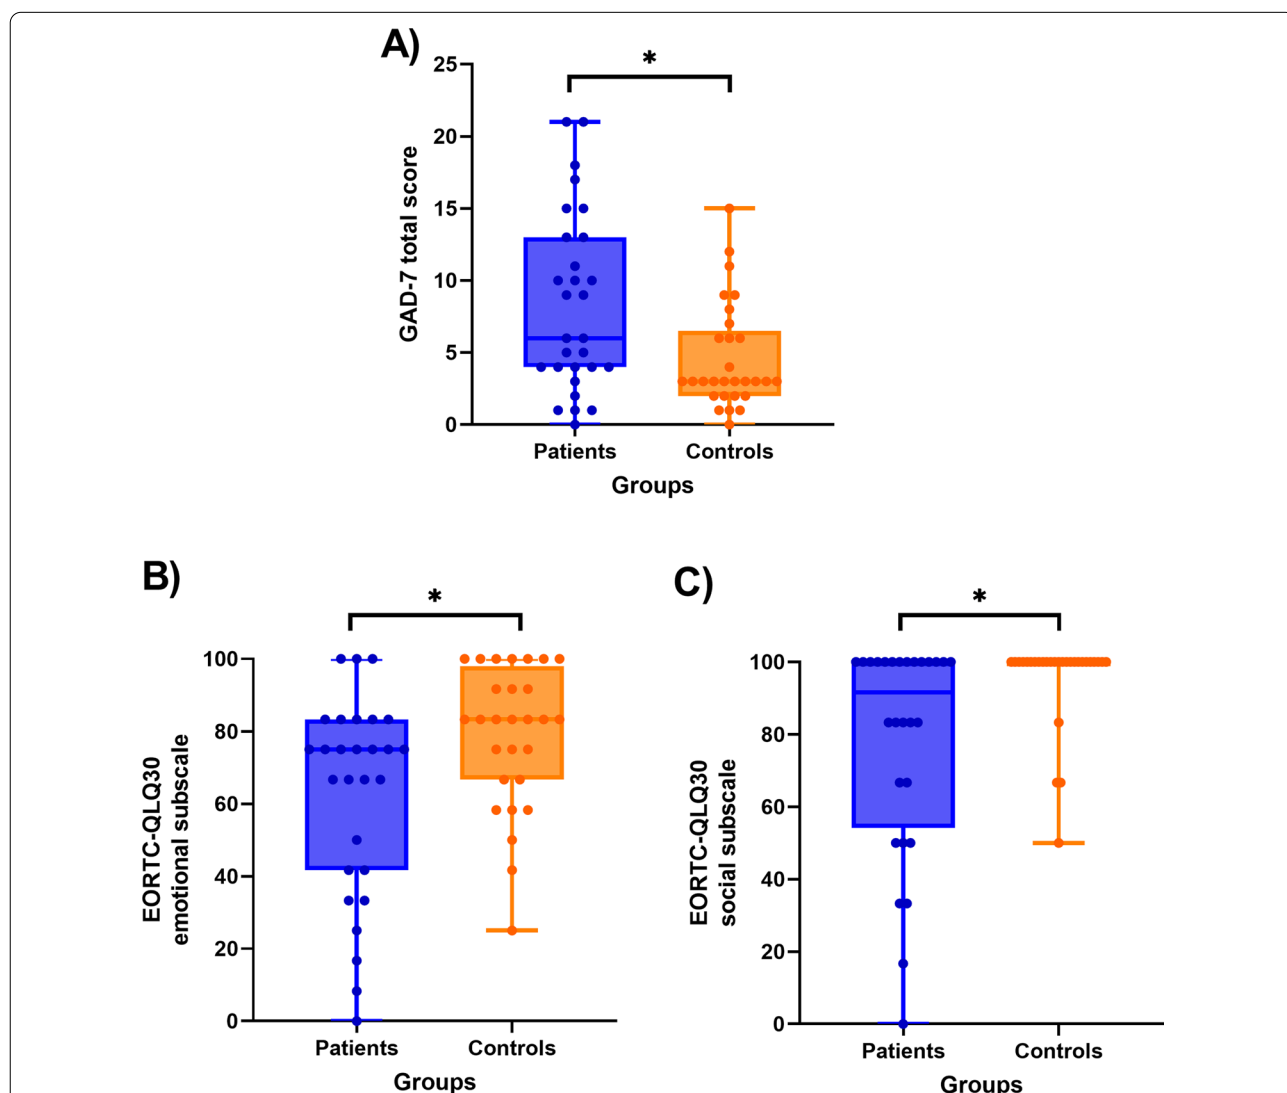 A)
*
25
20
15
10
5
0
GAD-7 total score
Patients
Controls
Groups
B)
*
100
80
60
40
20
0
EORTC-QLQ30
emotional subscale
Patients
Controls
Groups
C)
*
100
80
60
40
20
0
EORTC-QLQ30
social subscale
Patients
Controls
Groups